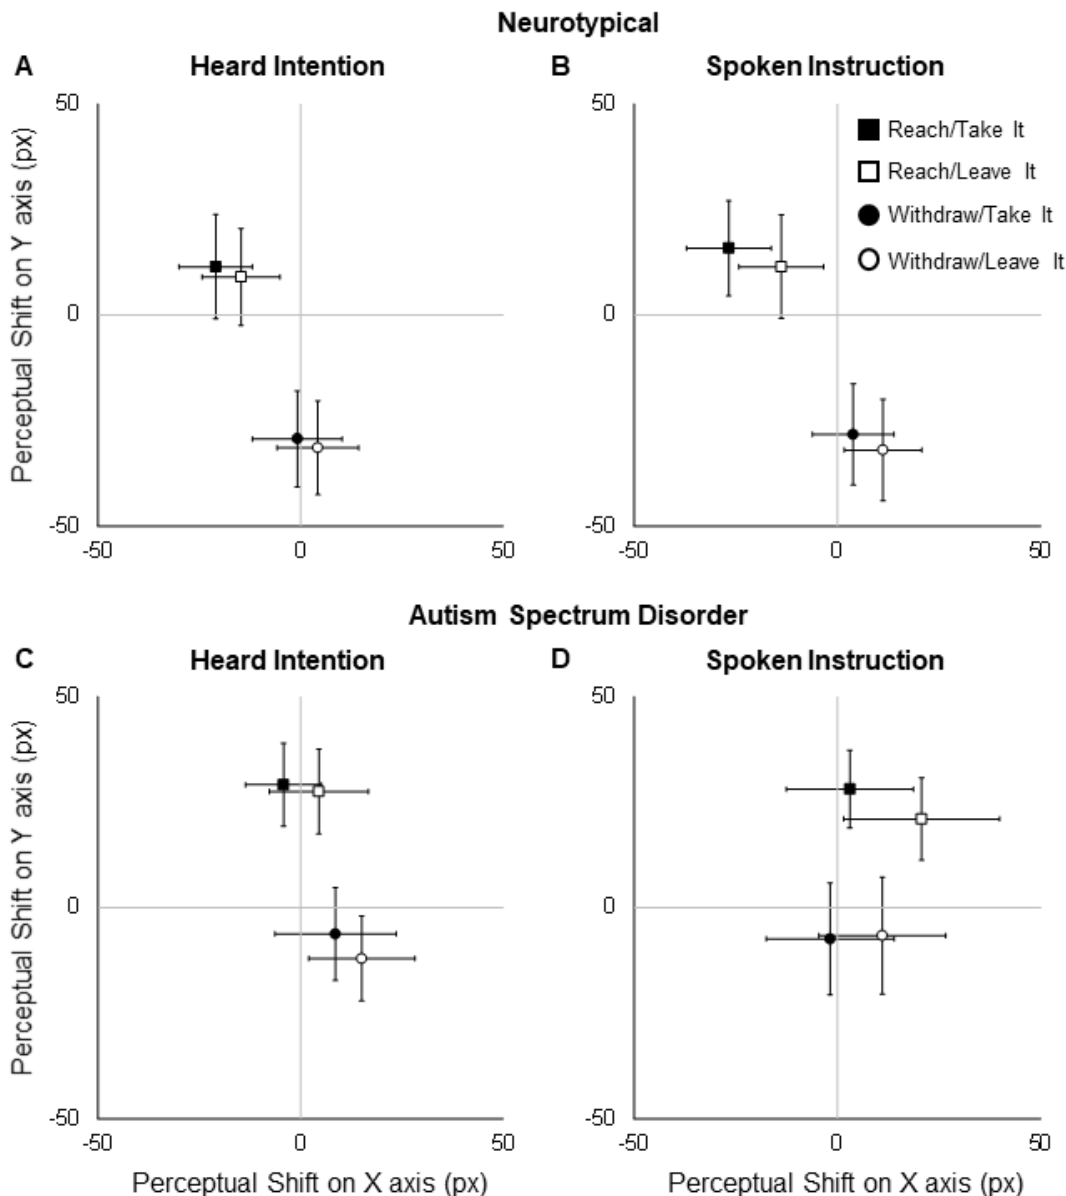 Neurotypical
A Heard Intention
B Spoken Instruction
Perceptual Shift on Y axis (px)
50
0
-50
-50 0 50
50
0
-50
-50 0 50
Reach/Take It
Reach/Leave It
Withdraw/Take It
Withdraw/Leave It
Autism Spectrum Disorder
C Heard Intention
D Spoken Instruction
Perceptual Shift on Y axis (px)
50
0
-50
-50 0 50
Perceptual Shift on X axis (px)
50
0
-50
-50 0 50
Perceptual Shift on X axis (px)